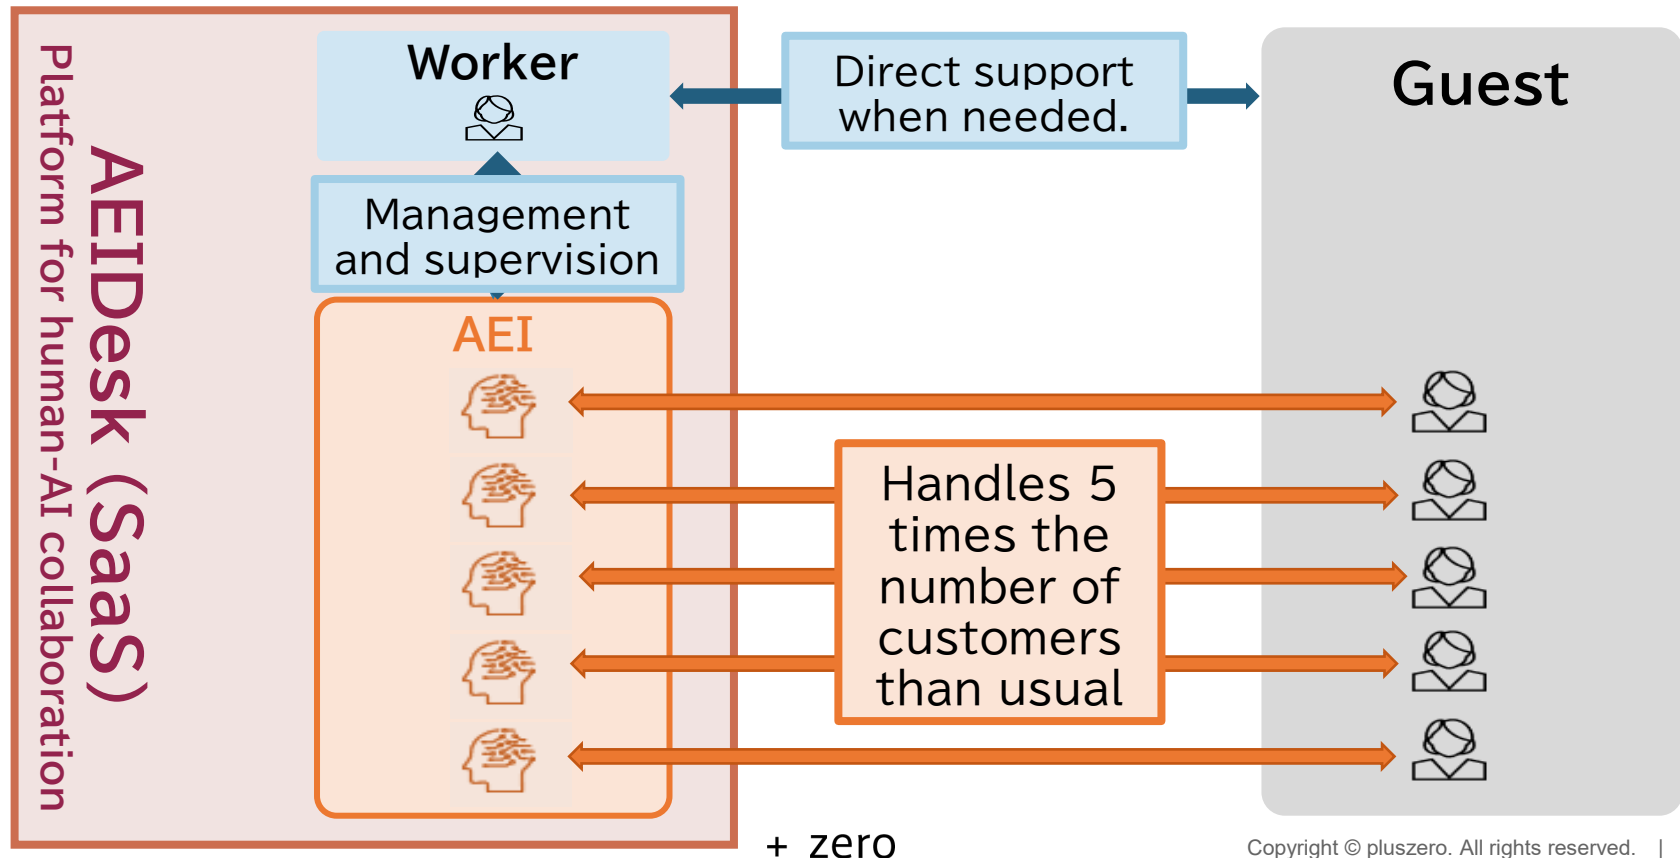 AEIDesk (SaaS)
Platform for human-AI collaboration
Worker
Direct support
when needed.
Guest
Management
and supervision
AEI
Handles 5
times the
number of
customers
than usual
+ zero
Copyright © pluszero. All rights reserved. |